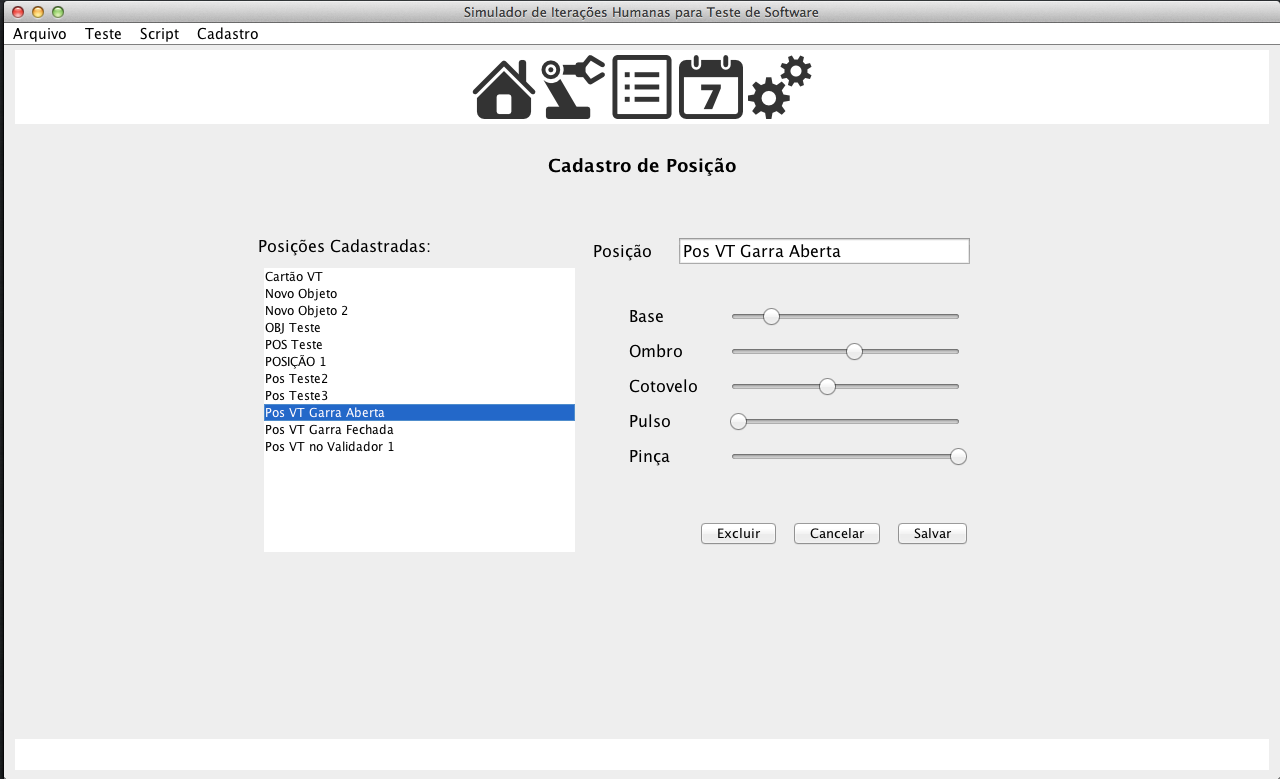 Simulador de Iterações Humanas para Teste de Software
Arquivo Teste Script Cadastro
7
Cadastro de Posição
Posições Cadastradas:
Cartão VT
Novo Objeto
Novo Objeto 2
OBJ Teste
POS Teste
POSIÇÃO 1
Pos Teste2
Pos Teste3
Pos VT Garra Aberta
Pos VT Garra Fechada
Pos VT no Validador 1
Posição Pos VT Garra Aberta
Base
Ombro
Cotovelo
Pulso
Pinça
Excluir Cancelar Salvar